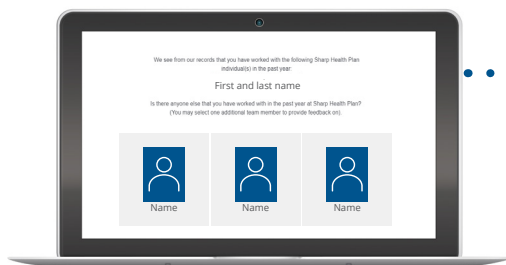 We see from our records that you have worked with the following Sharp Health Plan
individual(s) in the past year:
First and last name
Is there anyone else that you have worked with in the past year at Sharp Health Plan?
(You may select one additional team member to provide feedback on).
Name Name Name